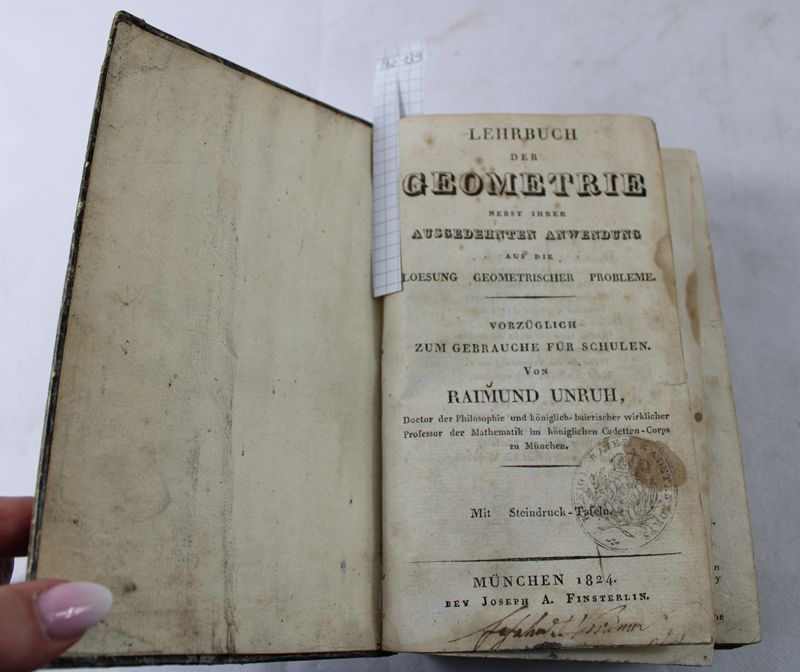 LEHRBUCH
DER
GEOMETRIE
NEBST IHRER
AUSGEDEHNTEN ANWENDUNG
AUF DIE
LOESUNG GEOMETRISCHER PROBLEME.
VORZÜGLICH
ZUM GEBRAUCHE FÜR SCHULEN.
VON
RAIMUND UNRUH,
Doctor der Philosophie und königlich-baierischer wirklicher
Professor der Mathematik im königlichen Cadetten-Corps
zu München.
Mit Steindruck-Tafeln.
MÜNCHEN 1824.
BEY JOSEPH A. FINSTERLIN.